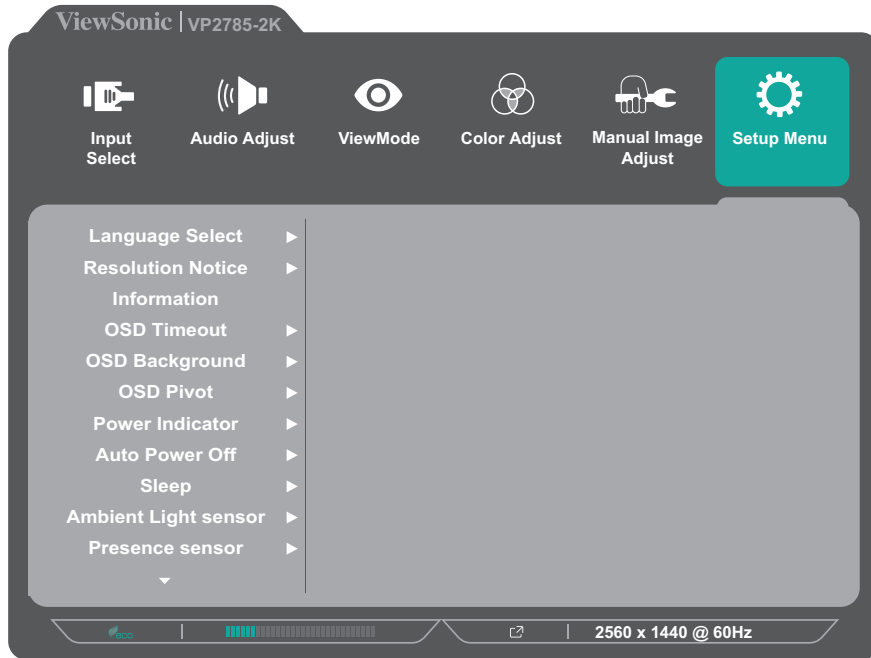 ViewSonic | VP2785-2K
Input Select
Audio Adjust
ViewMode
Color Adjust
Manual Image Adjust
Setup Menu
Language Select
Resolution Notice
Information
OSD Timeout
OSD Background
OSD Pivot
Power Indicator
Auto Power Off
Sleep
Ambient Light sensor
Presence sensor
eco
2560 x 1440 @ 60Hz